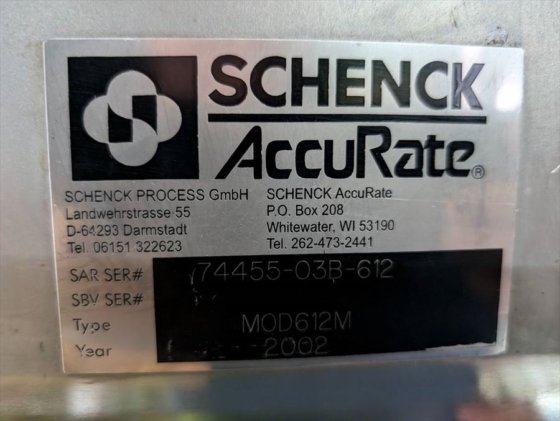 SCHENCK
AccuRate®
SCHENCK PROCESS GmbH
Landwehrstrasse 55
D-64293 Darmstadt
Tel. 06151 322623
SCHENCK AccuRate
P.O. Box 208
Whitewater, WI 53190
Tel. 262-473-2441
SAR SER# 74455-03B-612
SBV SER#
Type MOD612M
Year 2002